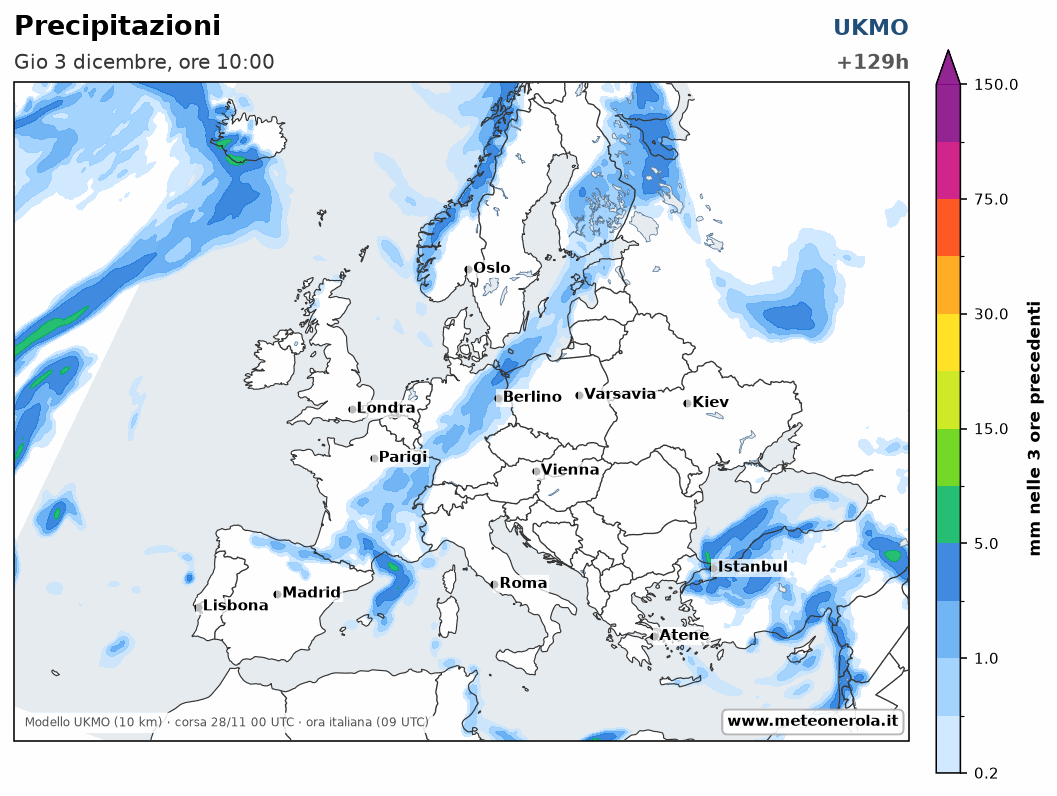 Precipitazioni
UKMO
Gio 3 dicembre, ore 10:00
+129h
150.0
75.0
30.0
15.0
5.0
1.0
0.2
mm nelle 3 ore precedenti
Oslo
Berlino
Varsavia
Kiev
Londra
Parigi
Vienna
Istanbul
Roma
Madrid
Lisbona
Atene
Modello UKMO (10 km) · corsa 28/11 00 UTC · ora italiana (09 UTC)
www.meteonerola.it